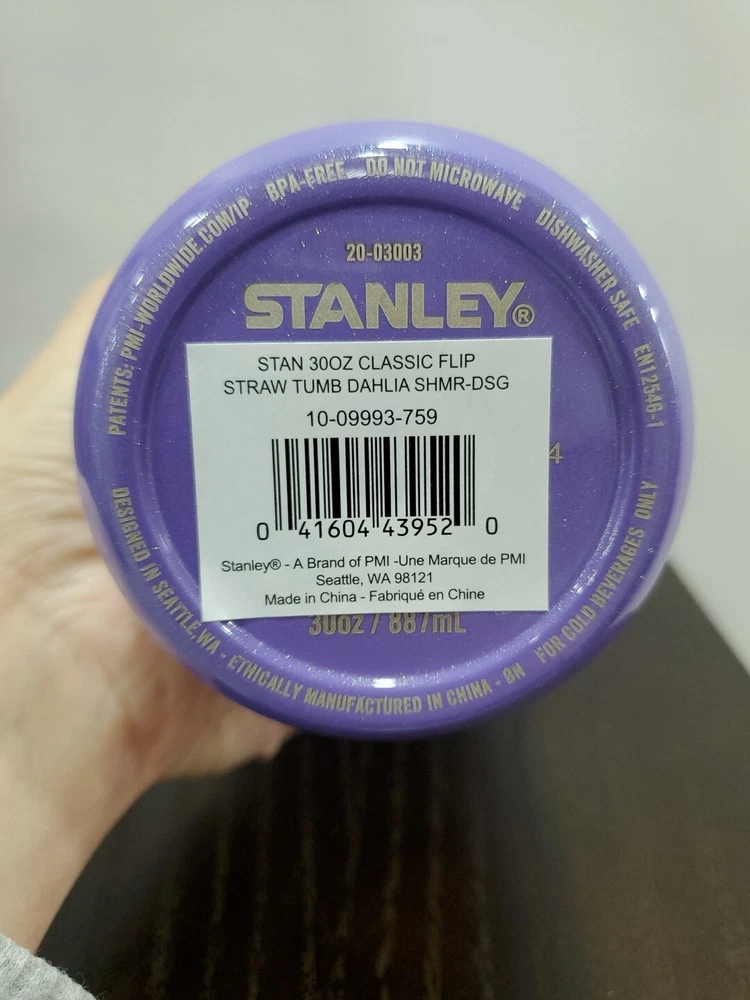 PATENTS: PMI-WORLDWIDE.COM/IP BPA-FREE DO NOT MICROWAVE DISHWASHER SAFE EN12546-1
20-03003
STANLEY®
STAN 30OZ CLASSIC FLIP
STRAW TUMB DAHLIA SHMR-DSG
10-09993-759
4
0 41604 43952 0
Stanley® - A Brand of PMI -Une Marque de PMI
Seattle, WA 98121
Made in China - Fabriqué en Chine
30oz / 887mL
DESIGNED IN SEATTLE, WA - ETHICALLY MANUFACTURED IN CHINA - BN FOR COLD BEVERAGES ONLY